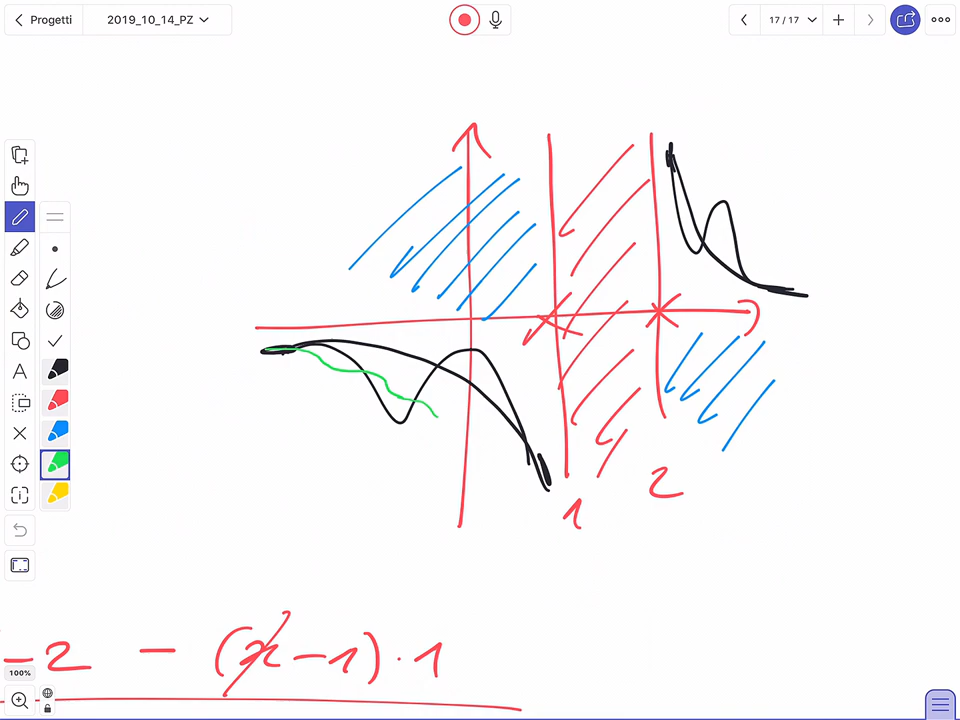 Progetti
2019_10_14_PZ
17 / 17
A
1
2
- 2 - (x - 1) · 1
100%